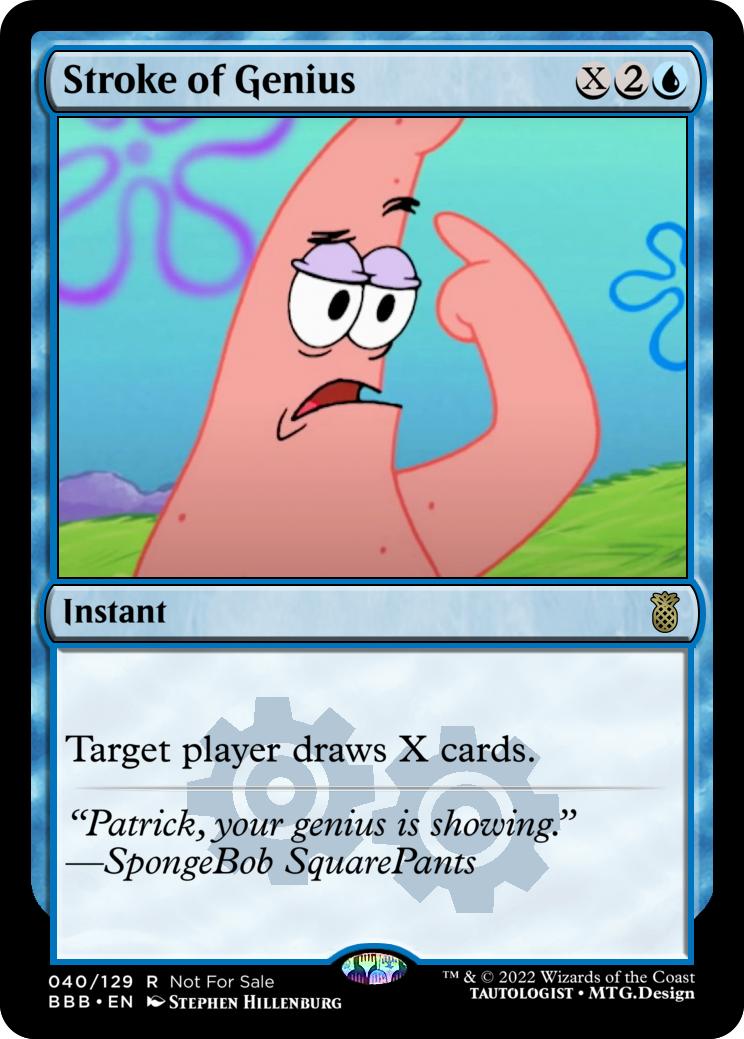 Stroke of Genius X 2
Instant
Target player draws X cards.
“Patrick, your genius is showing.”
—SpongeBob SquarePants
040/129 R Not For Sale
BBB • EN STEPHEN HILLENBURG
™ & © 2022 Wizards of the Coast
TAUTOLOGIST • MTG.DESIGN